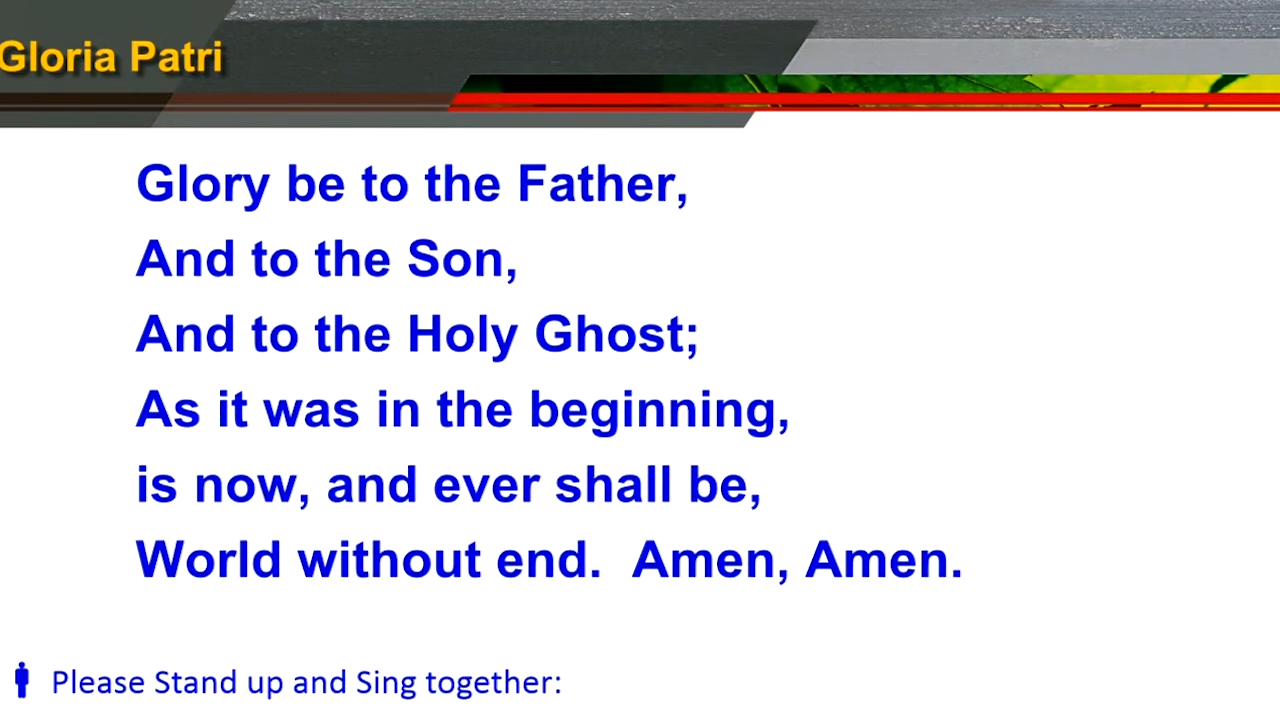 Gloria Patri
Glory be to the Father,
And to the Son,
And to the Holy Ghost;
As it was in the beginning,
is now, and ever shall be,
World without end.  Amen, Amen.
Please Stand up and Sing together: